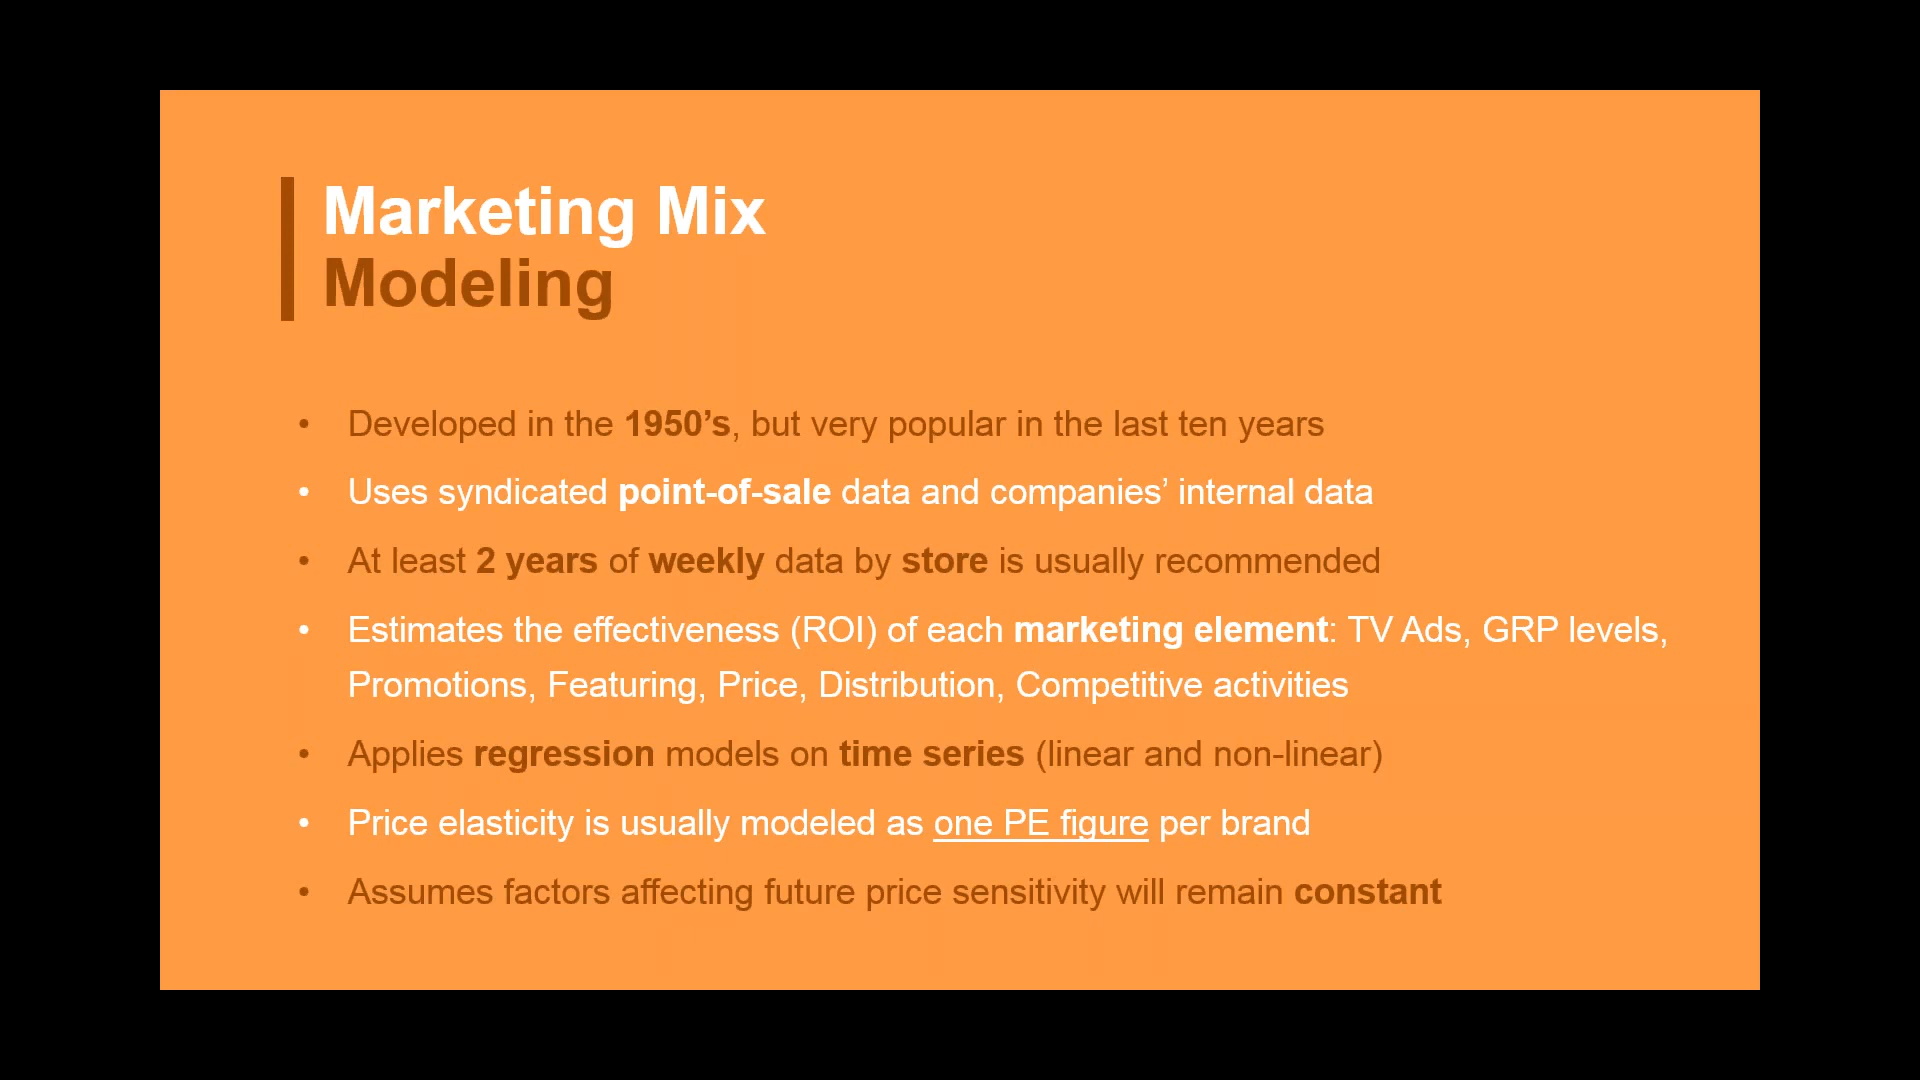 Marketing Mix
Modeling
• Developed in the 1950’s, but very popular in the last ten years
• Uses syndicated point-of-sale data and companies’ internal data
• At least 2 years of weekly data by store is usually recommended
• Estimates the effectiveness (ROI) of each marketing element: TV Ads, GRP levels,
Promotions, Featuring, Price, Distribution, Competitive activities
• Applies regression models on time series (linear and non-linear)
• Price elasticity is usually modeled as one PE figure per brand
• Assumes factors affecting future price sensitivity will remain constant